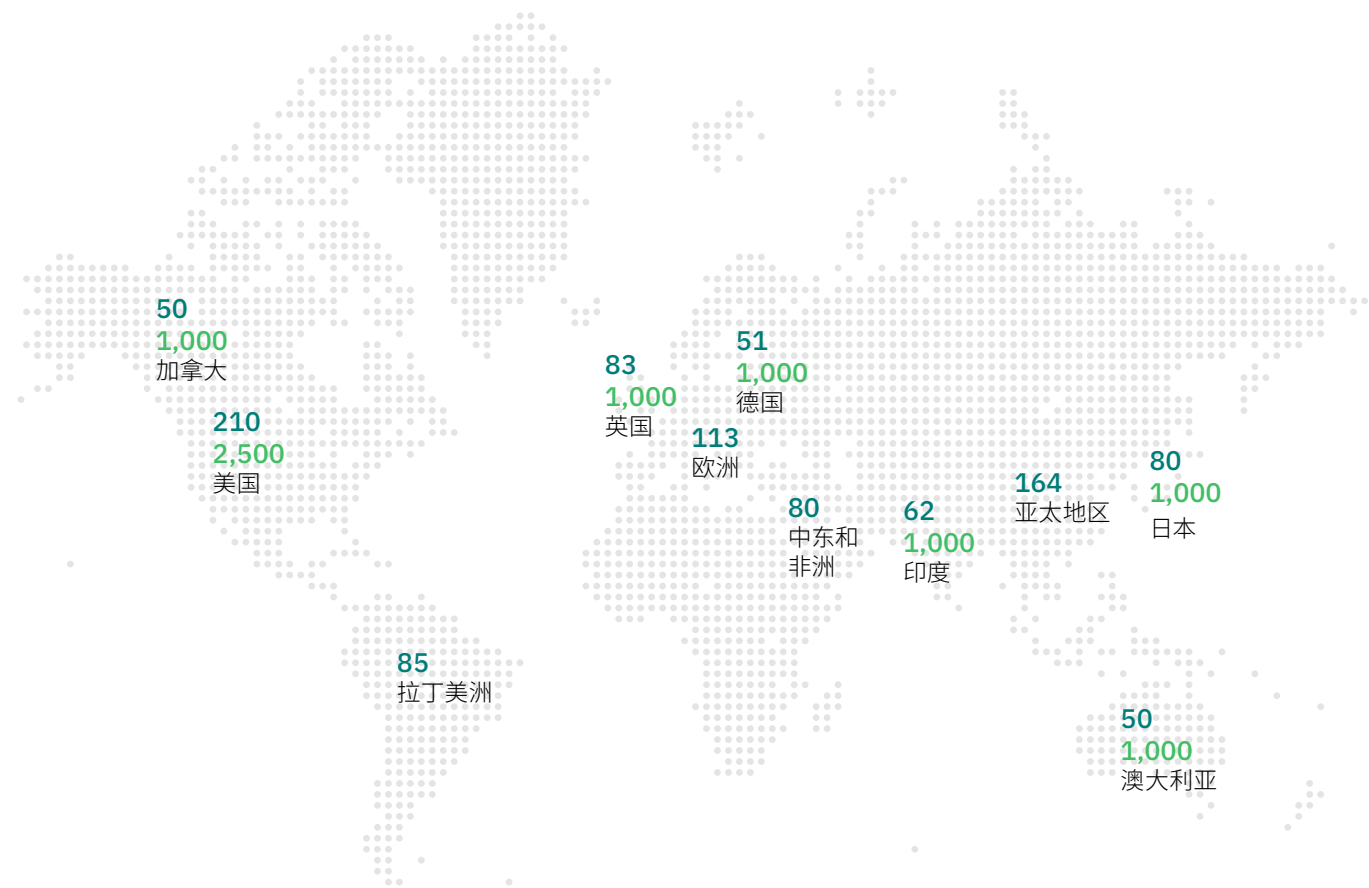 50
1,000
加拿大
210
2,500
美国
83
1,000
英国
51
1,000
德国
113
欧洲
80
中东和
非洲
62
1,000
印度
164
亚太地区
80
1,000
日本
85
拉丁美洲
50
1,000
澳大利亚